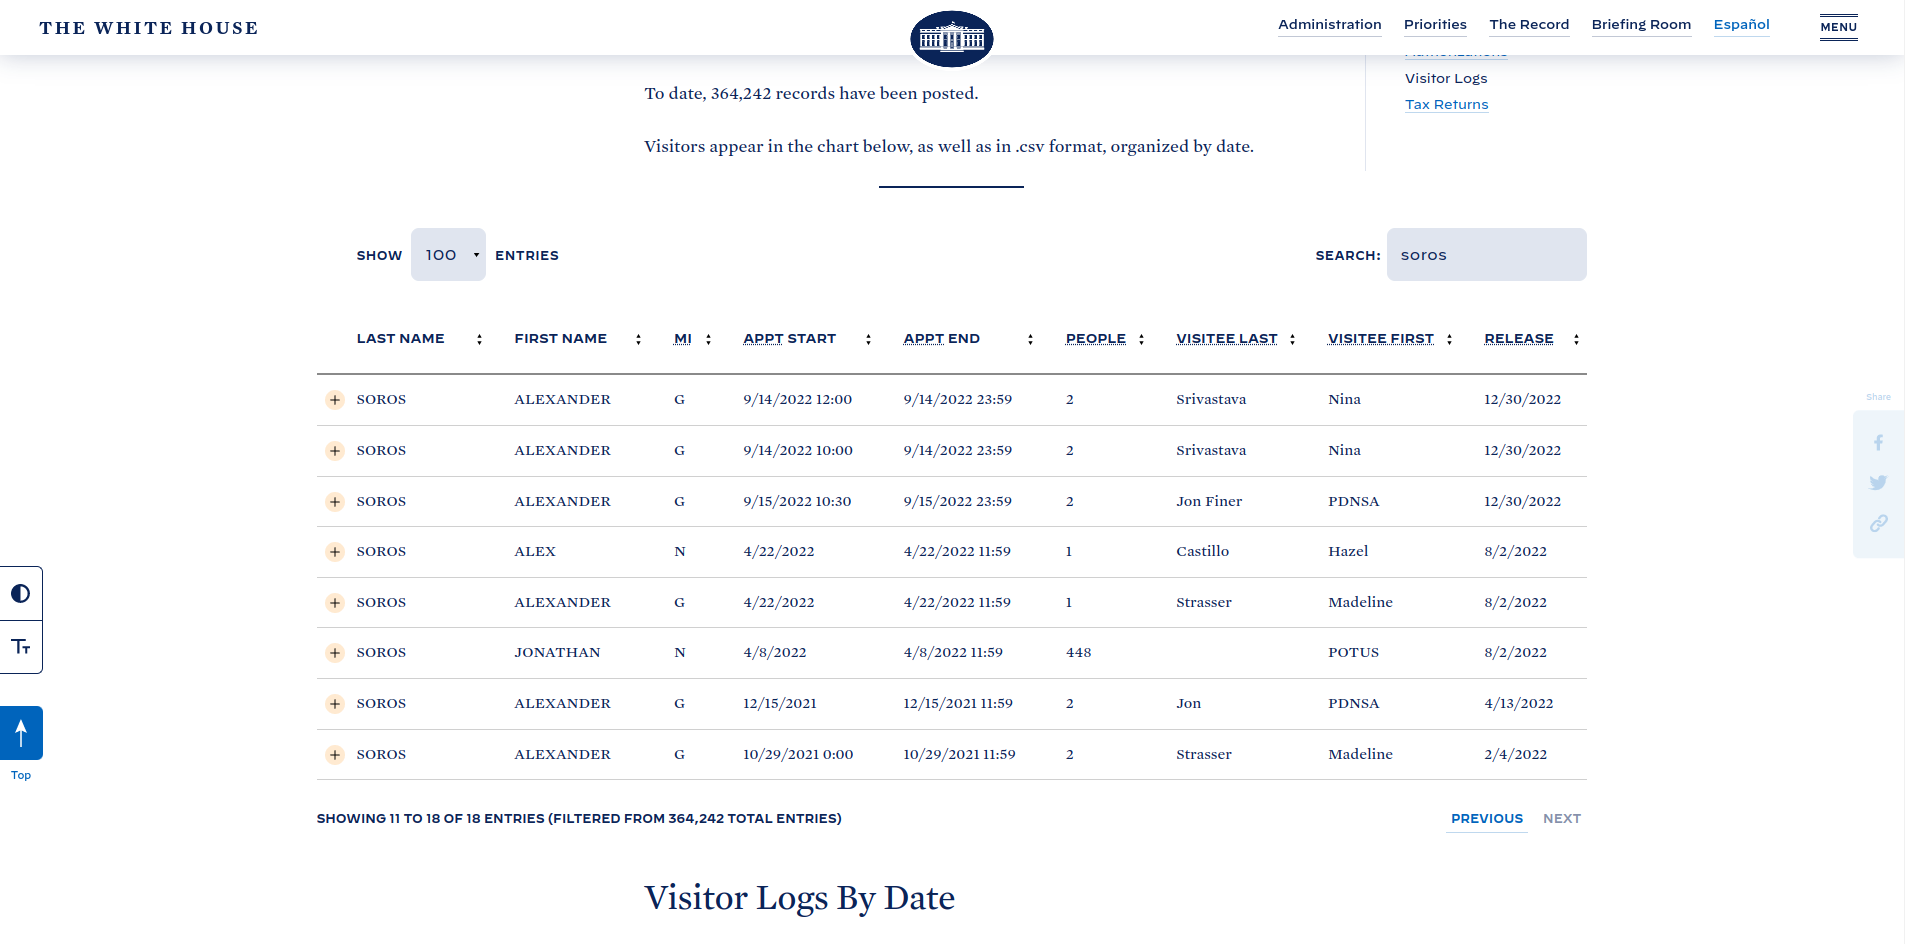 THE WHITE HOUSE
Administration Priorities The Record Briefing Room Español MENU
Visitor Logs
Tax Returns
To date, 364,242 records have been posted.
Visitors appear in the chart below, as well as in .csv format, organized by date.
SHOW 100 ENTRIES SEARCH: soros
LAST NAME FIRST NAME MI APPT START APPT END PEOPLE VISITEE LAST VISITEE FIRST RELEASE
SOROS ALEXANDER G 9/14/2022 12:00 9/14/2022 23:59 2 Srivastava Nina 12/30/2022
SOROS ALEXANDER G 9/14/2022 10:00 9/14/2022 23:59 2 Srivastava Nina 12/30/2022
SOROS ALEXANDER G 9/15/2022 10:30 9/15/2022 23:59 2 Jon Finer PDNSA 12/30/2022
SOROS ALEX N 4/22/2022 4/22/2022 11:59 1 Castillo Hazel 8/2/2022
SOROS ALEXANDER G 4/22/2022 4/22/2022 11:59 1 Strasser Madeline 8/2/2022
SOROS JONATHAN N 4/8/2022 4/8/2022 11:59 448 POTUS 8/2/2022
SOROS ALEXANDER G 12/15/2021 12/15/2021 11:59 2 Jon PDNSA 4/13/2022
SOROS ALEXANDER G 10/29/2021 0:00 10/29/2021 11:59 2 Strasser Madeline 2/4/2022
SHOWING 11 TO 18 OF 18 ENTRIES (FILTERED FROM 364,242 TOTAL ENTRIES) PREVIOUS NEXT
Visitor Logs By Date
Share
Tт
Top